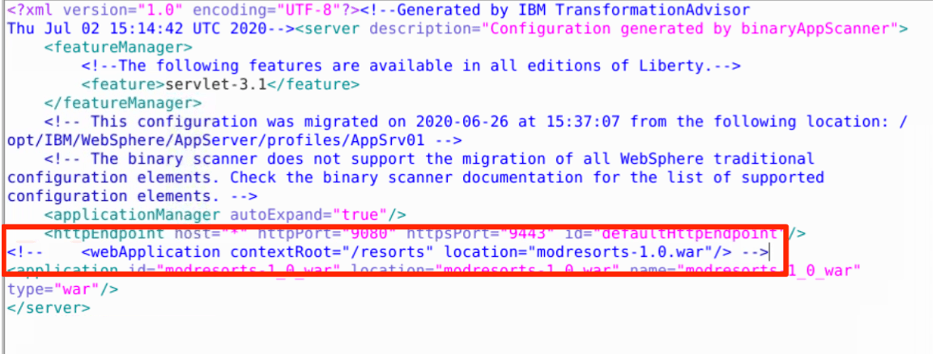 <?xml version="1.0" encoding="UTF-8"?><!--Generated by IBM TransformationAdvisor
Thu Jul 02 15:14:42 UTC 2020--><server description="Configuration generated by binaryAppScanner">
<featureManager>
<!--The following features are available in all editions of Liberty.-->
<feature>servlet-3.1</feature>
</featureManager>
<!-- This configuration was migrated on 2020-06-26 at 15:37:07 from the following location: /
opt/IBM/WebSphere/AppServer/profiles/AppSrv01 -->
<!-- The binary scanner does not support the migration of all WebSphere traditional
configuration elements. Check the binary scanner documentation for the list of supported
configuration elements. -->
<applicationManager autoExpand="true"/>
<httpEndpoint host="*" httpPort="9080" httpsPort="9443" id="defaultHttpEndpoint"/>
<!-- <webApplication contextRoot="/resorts" location="modresorts-1.0.war"/> -->
<application id="modresorts-1_0_war" location="modresorts-1_0.war" name="modresorts-1_0_war"
type="war"/>
</server>